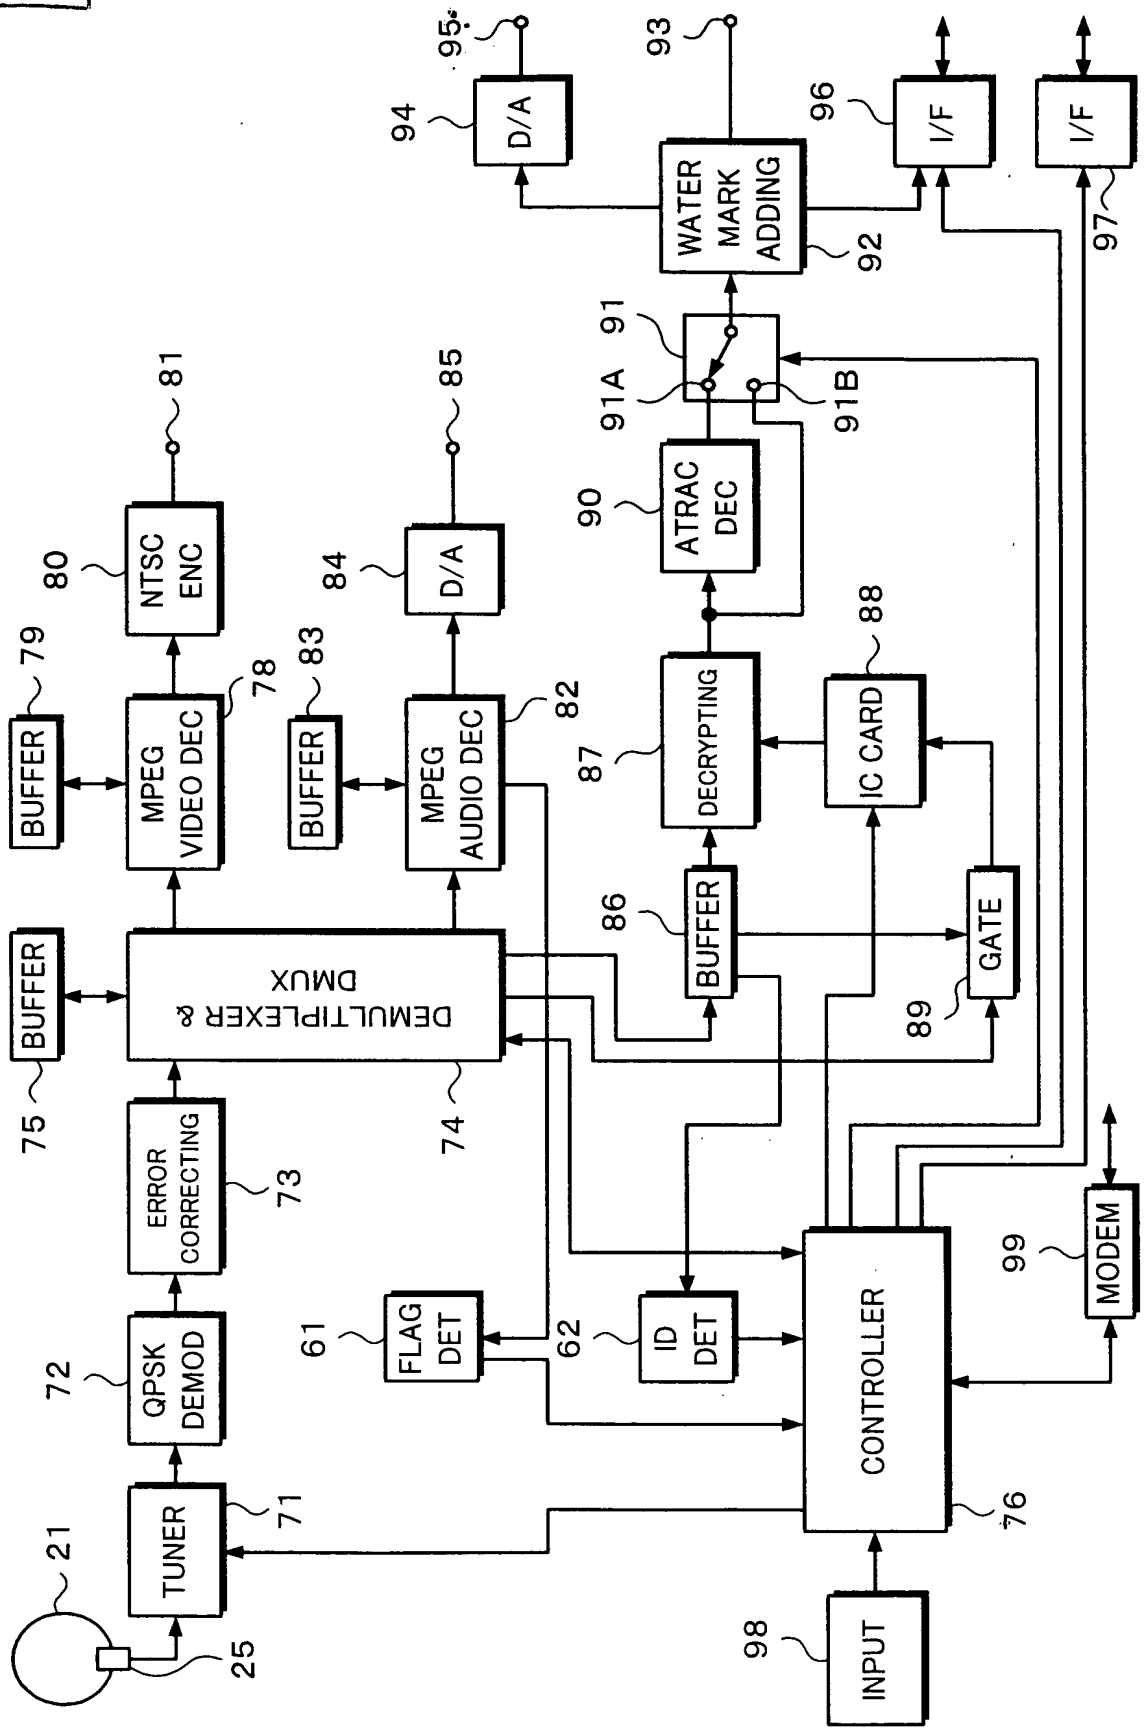 21
25
TUNER
71
QPSK
DEMOD
72
ERROR
CORRECTING
73
BUFFER
75
DEMULTIPLEXER &
DMUX
74
BUFFER
79
MPEG
VIDEO DEC
78
NTSC
ENC
80
81
BUFFER
83
MPEG
AUDIO DEC
82
D/A
84
85
FLAG
DET
61
ID
DET
62
BUFFER
86
DECRYPTING
87
IC CARD
88
GATE
89
ATRAC
DEC
90
91
91A
91B
WATER
MARK
ADDING
92
93
D/A
94
95
I/F
96
I/F
97
INPUT
98
CONTROLLER
76
MODEM
99